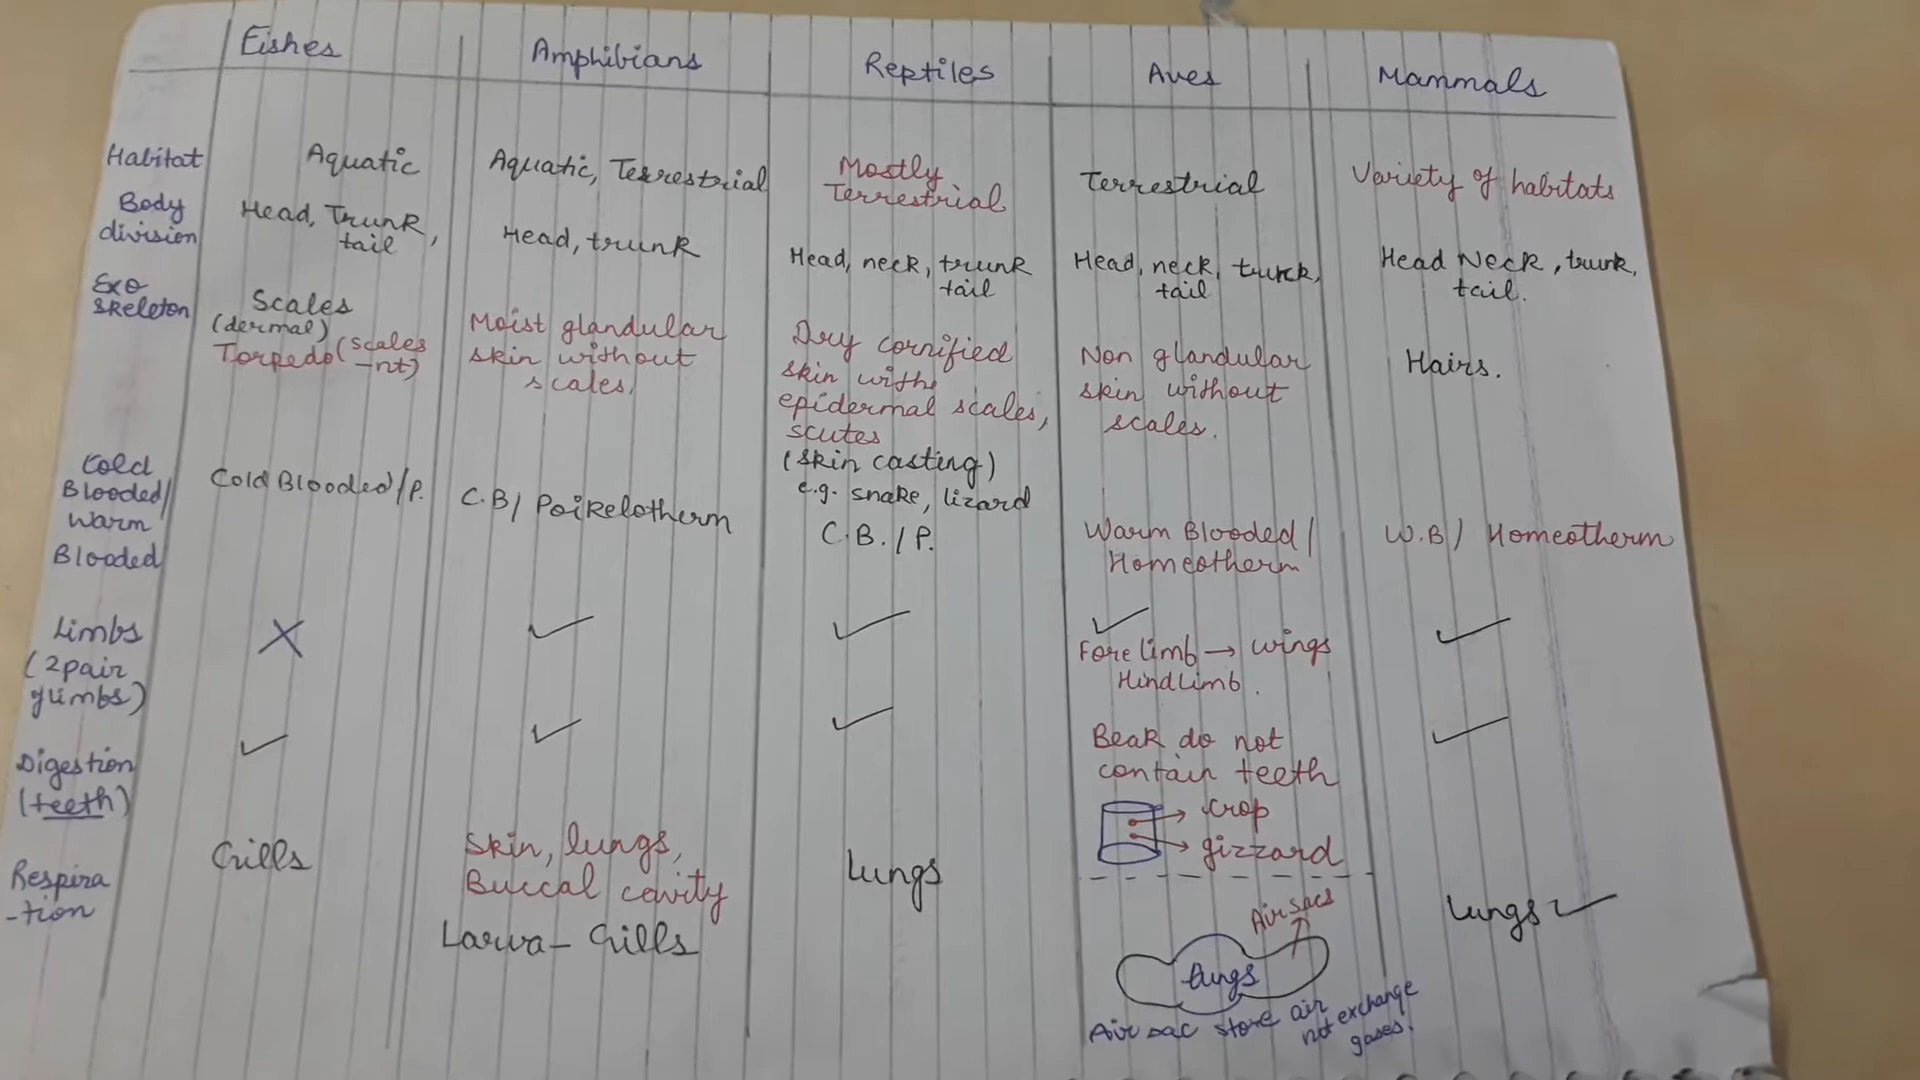 Fishes Amphibians Reptiles Aves Mammals
Habitat Aquatic Aquatic, Terrestrial Mostly Terrestrial Terrestrial Variety of habitats
Body division Head, Trunk, tail Head, trunk Head, neck, trunk tail Head, neck, trunk, tail Head Neck, trunk, tail.
Exo skeleton Scales (dermal) Torpedo (scales -nt) Moist glandular skin without scales, Dry cornified skin with epidermal scales, scutes (skin casting) e.g. snake, lizard Non glandular skin without scales. Hairs.
Cold Blooded/ Warm Blooded Cold Blooded/P. C.B/ Poikelotherm C.B./P. Warm Blooded/ Homeotherm W.B/ Homeotherm
Limbs (2pair of limbs) X ✓ ✓ ✓ Fore limb → wings Hindlimb. ✓
Digestion (teeth) ✓ ✓ ✓ Beak do not contain teeth → crop → gizzard ✓
Respira -tion Gills Skin, lungs, Buccal cavity Larva - Gills Lungs Air sacs lungs Air sac store air not exchange gases. Lungs ✓